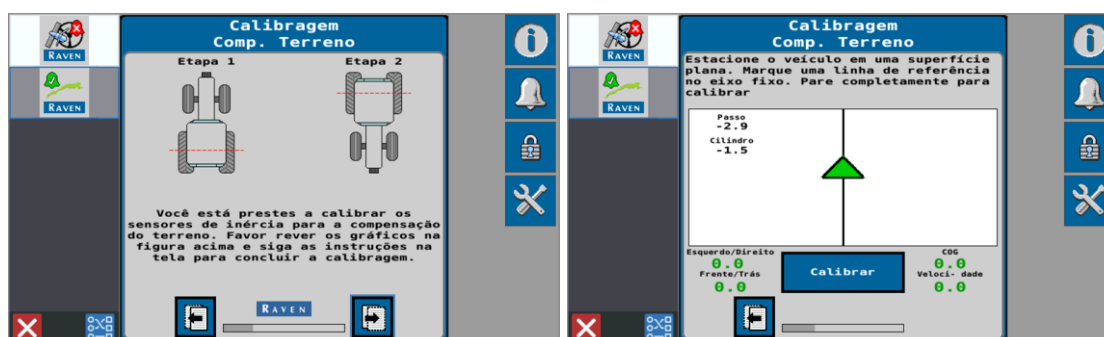 Calibragem
Comp. Terreno
RAVEN
RAVEN
Etapa 1
Etapa 2
Você está prestes a calibrar os
sensores de inércia para a compensação
do terreno. Favor rever os gráficos na
figura acima e siga as instruções na
tela para concluir a calibragem.
RAVEN
Calibragem
Comp. Terreno
RAVEN
RAVEN
Estacione o veículo em uma superfície
plana. Marque uma linha de referência
no eixo fixo. Pare completamente para
calibrar
Passo
-2.9
Cilindro
-1.5
Esquerdo/Direito
0.0
Frente/Trás
0.0
Calibrar
COG
0.0
Veloci- dade
0.0